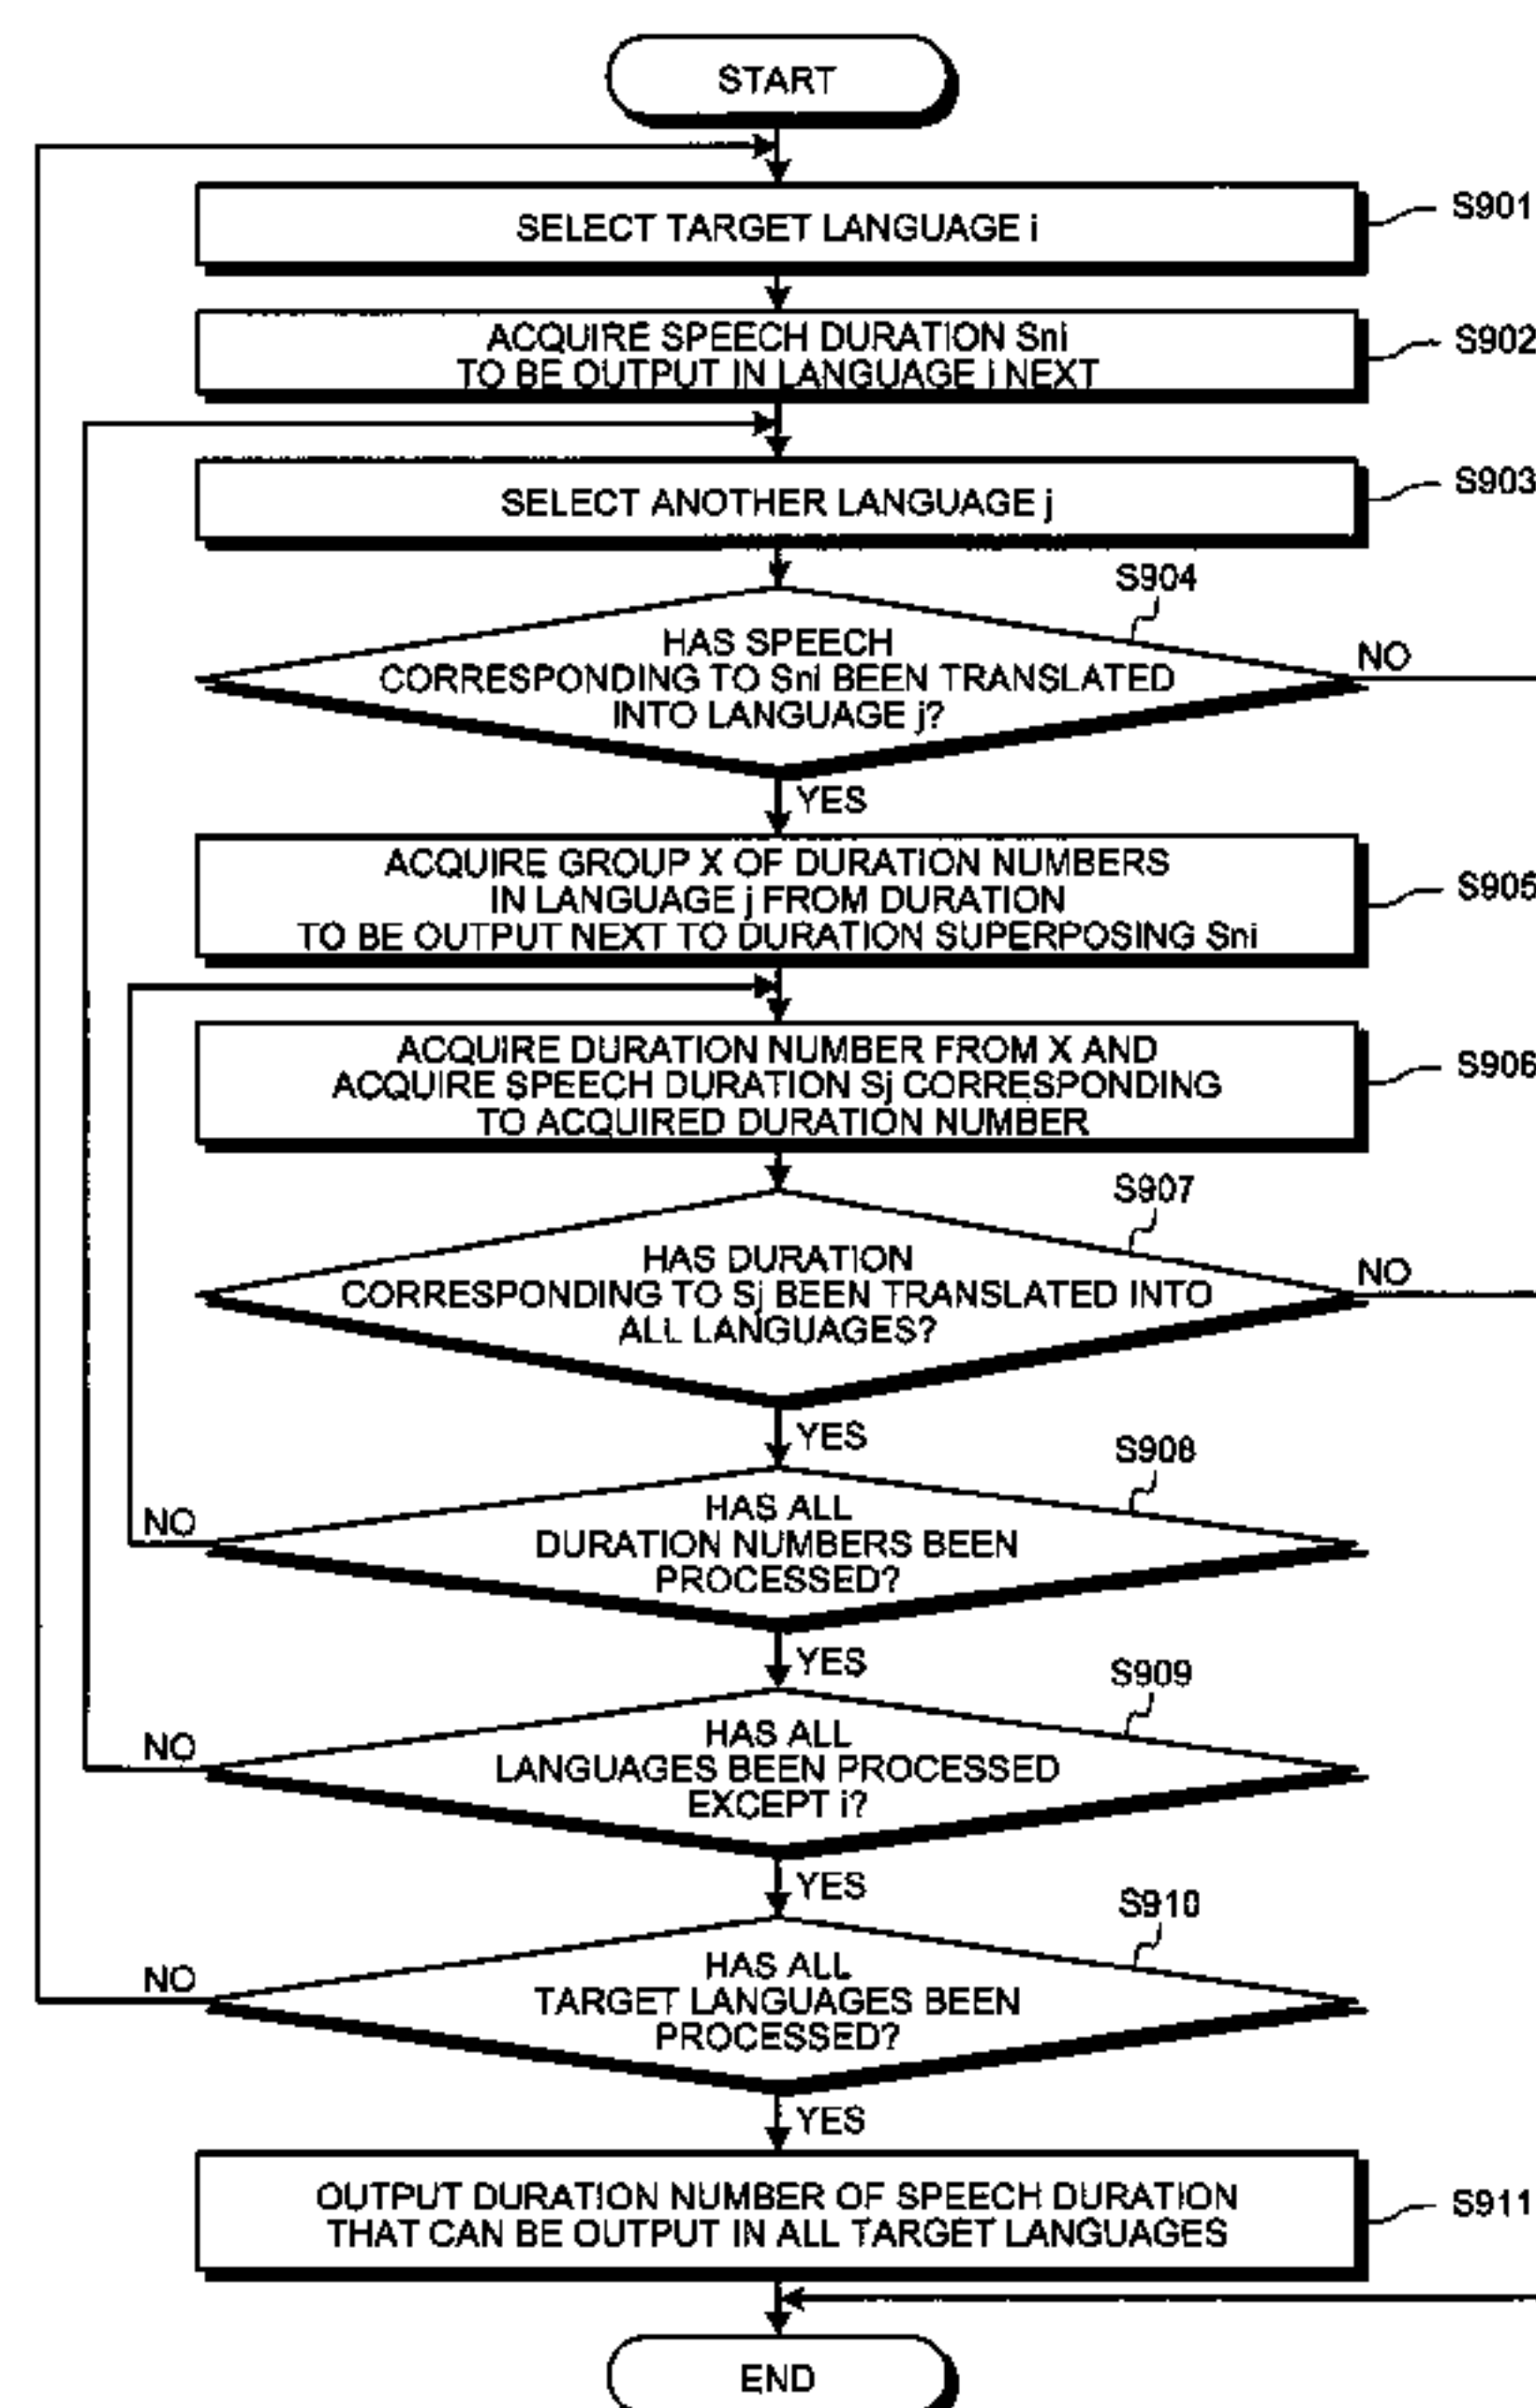 START
SELECT TARGET LANGUAGE i
S901
ACQUIRE SPEECH DURATION Sni
TO BE OUTPUT IN LANGUAGE i NEXT
S902
SELECT ANOTHER LANGUAGE j
S903
S904
HAS SPEECH
CORRESPONDING TO Sni BEEN TRANSLATED
INTO LANGUAGE j?
NO
YES
ACQUIRE GROUP X OF DURATION NUMBERS
IN LANGUAGE j FROM DURATION
TO BE OUTPUT NEXT TO DURATION SUPERPOSING Sni
S905
ACQUIRE DURATION NUMBER FROM X AND
ACQUIRE SPEECH DURATION Sj CORRESPONDING
TO ACQUIRED DURATION NUMBER
S906
S907
HAS DURATION
CORRESPONDING TO Sj BEEN TRANSLATED INTO
ALL LANGUAGES?
NO
YES
S908
HAS ALL
DURATION NUMBERS BEEN
PROCESSED?
NO
YES
S909
HAS ALL
LANGUAGES BEEN PROCESSED
EXCEPT i?
NO
YES
S910
HAS ALL
TARGET LANGUAGES BEEN
PROCESSED?
NO
YES
OUTPUT DURATION NUMBER OF SPEECH DURATION
THAT CAN BE OUTPUT IN ALL TARGET LANGUAGES
S911
END